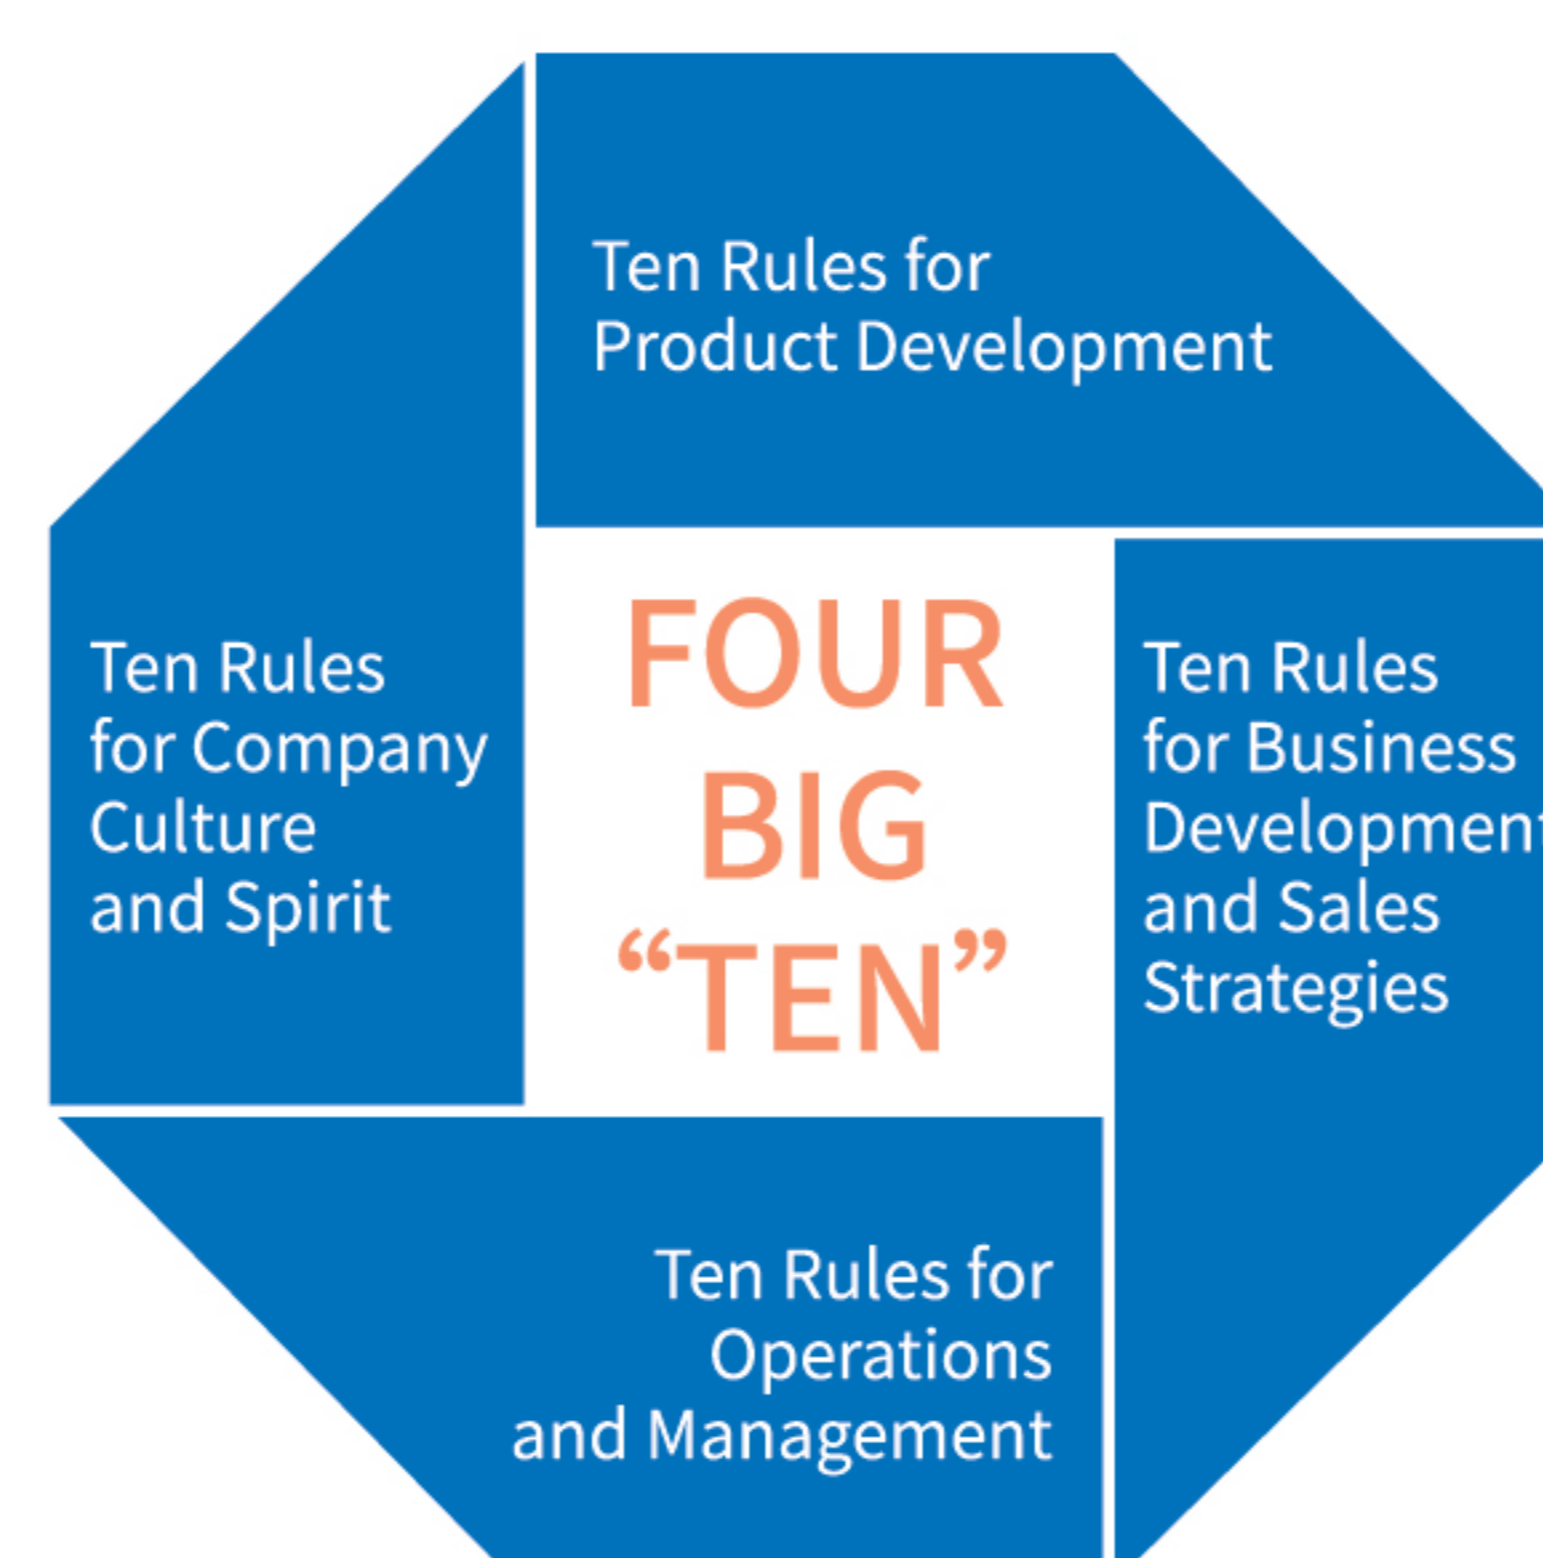 Ten Rules for
Product Development
Ten Rules
for Company
Culture
and Spirit
FOUR
BIG
“TEN”
Ten Rules
for Business
Development
and Sales
Strategies
Ten Rules for
Operations
and Management